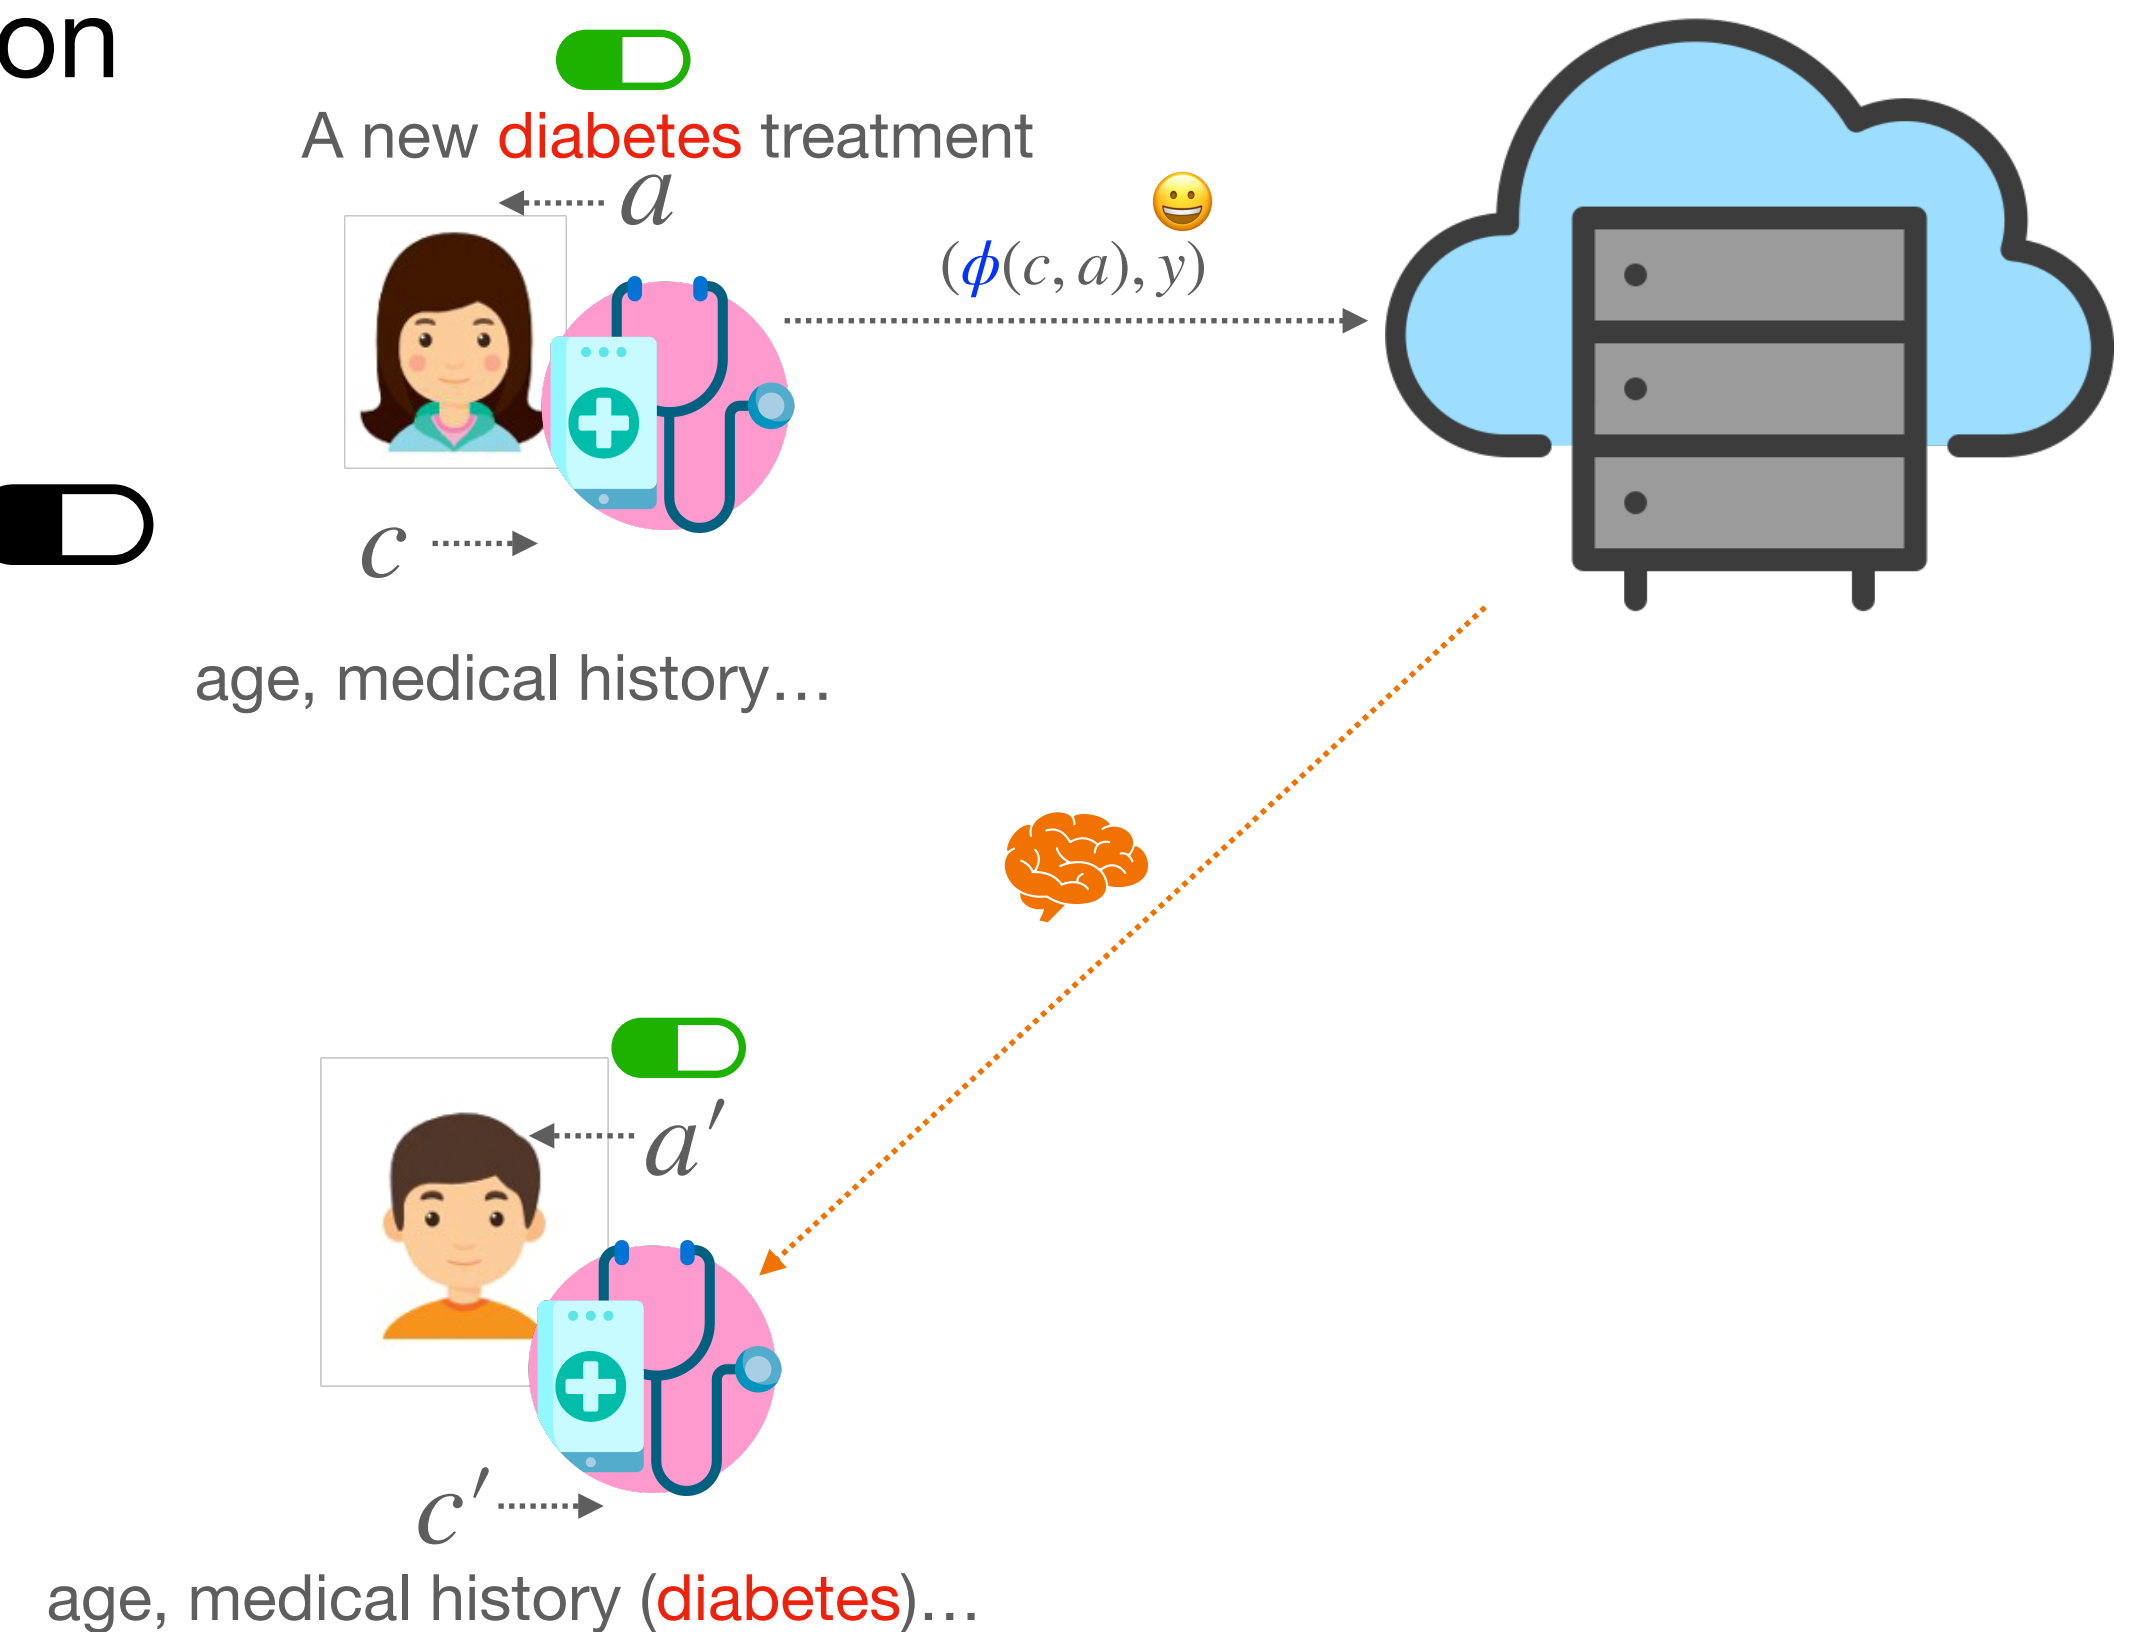 on
A new diabetes treatment
a
(ϕ(c, a), y)
c
age, medical history…
a′
c′
age, medical history (diabetes)…